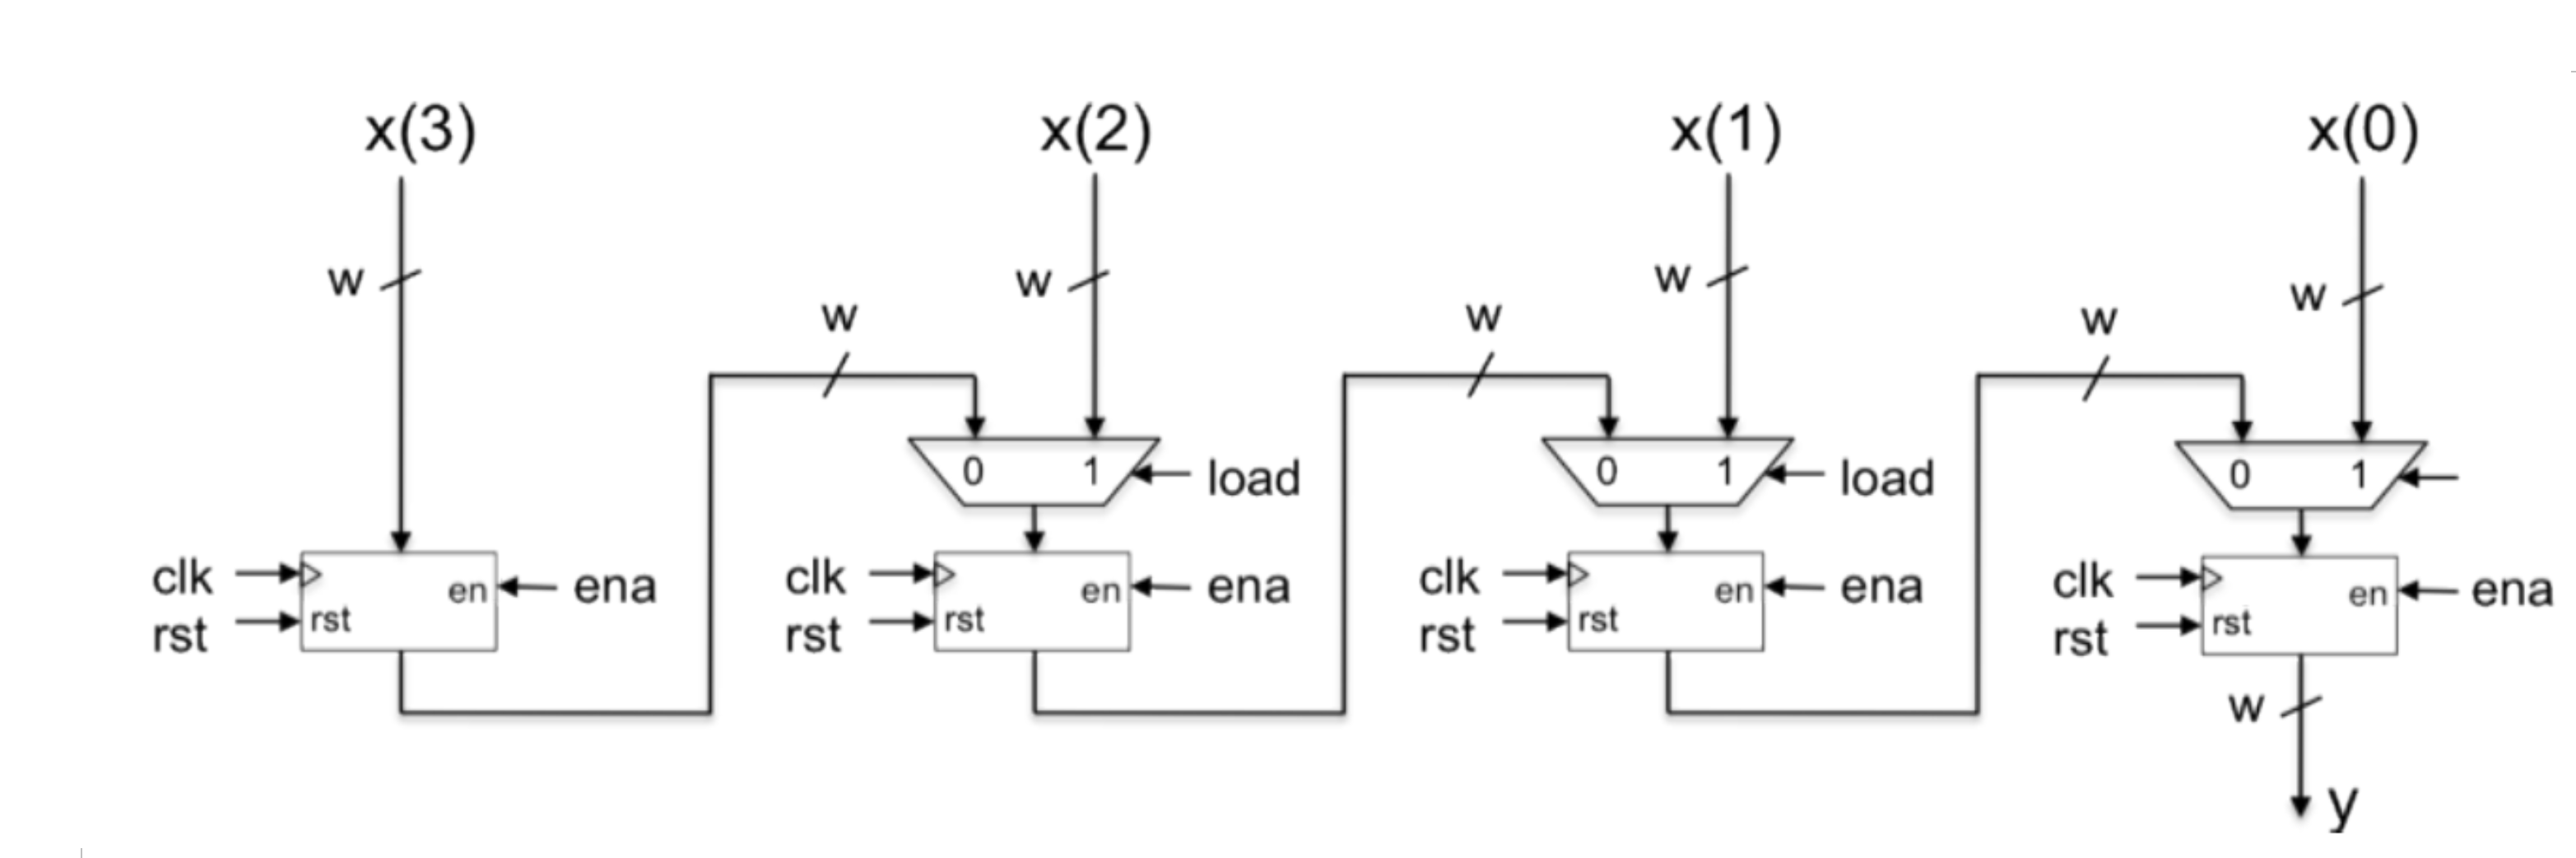 x(3) x(2) x(1) x(0)
w w w w
w w w
0 1 load 0 1 load 0 1
clk en ena clk en ena clk en ena clk en ena
rst rst rst rst rst rst rst rst
w
y